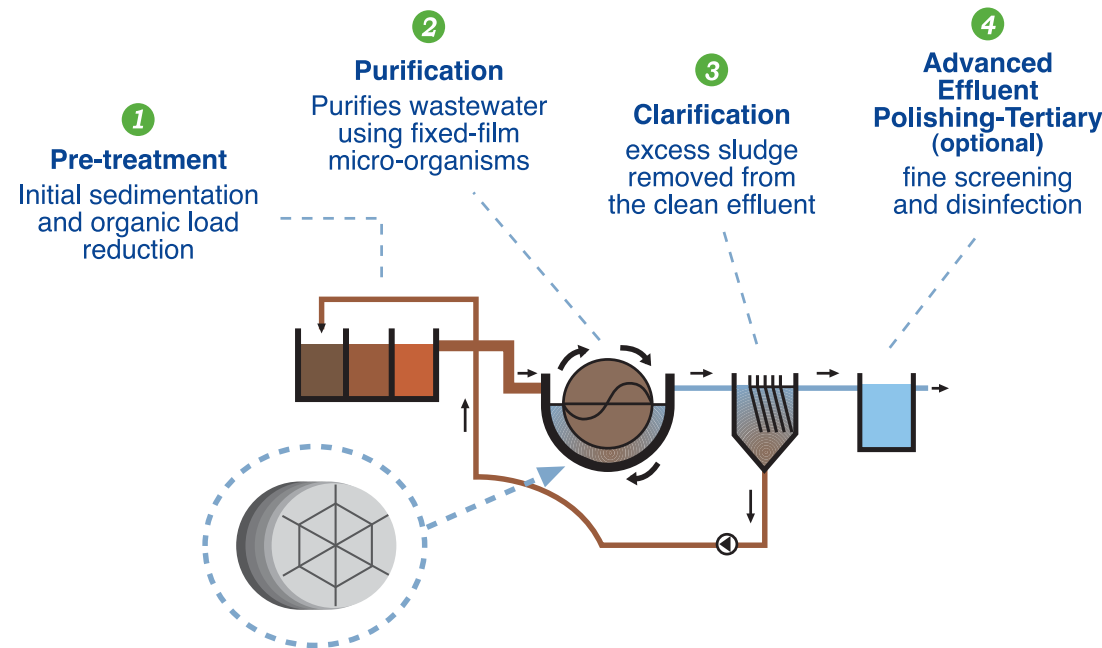 1
Pre-treatment
Initial sedimentation
and organic load
reduction
2
Purification
Purifies wastewater
using fixed-film
micro-organisms
3
Clarification
excess sludge
removed from
the clean effluent
4
Advanced
Effluent
Polishing-Tertiary
(optional)
fine screening
and disinfection